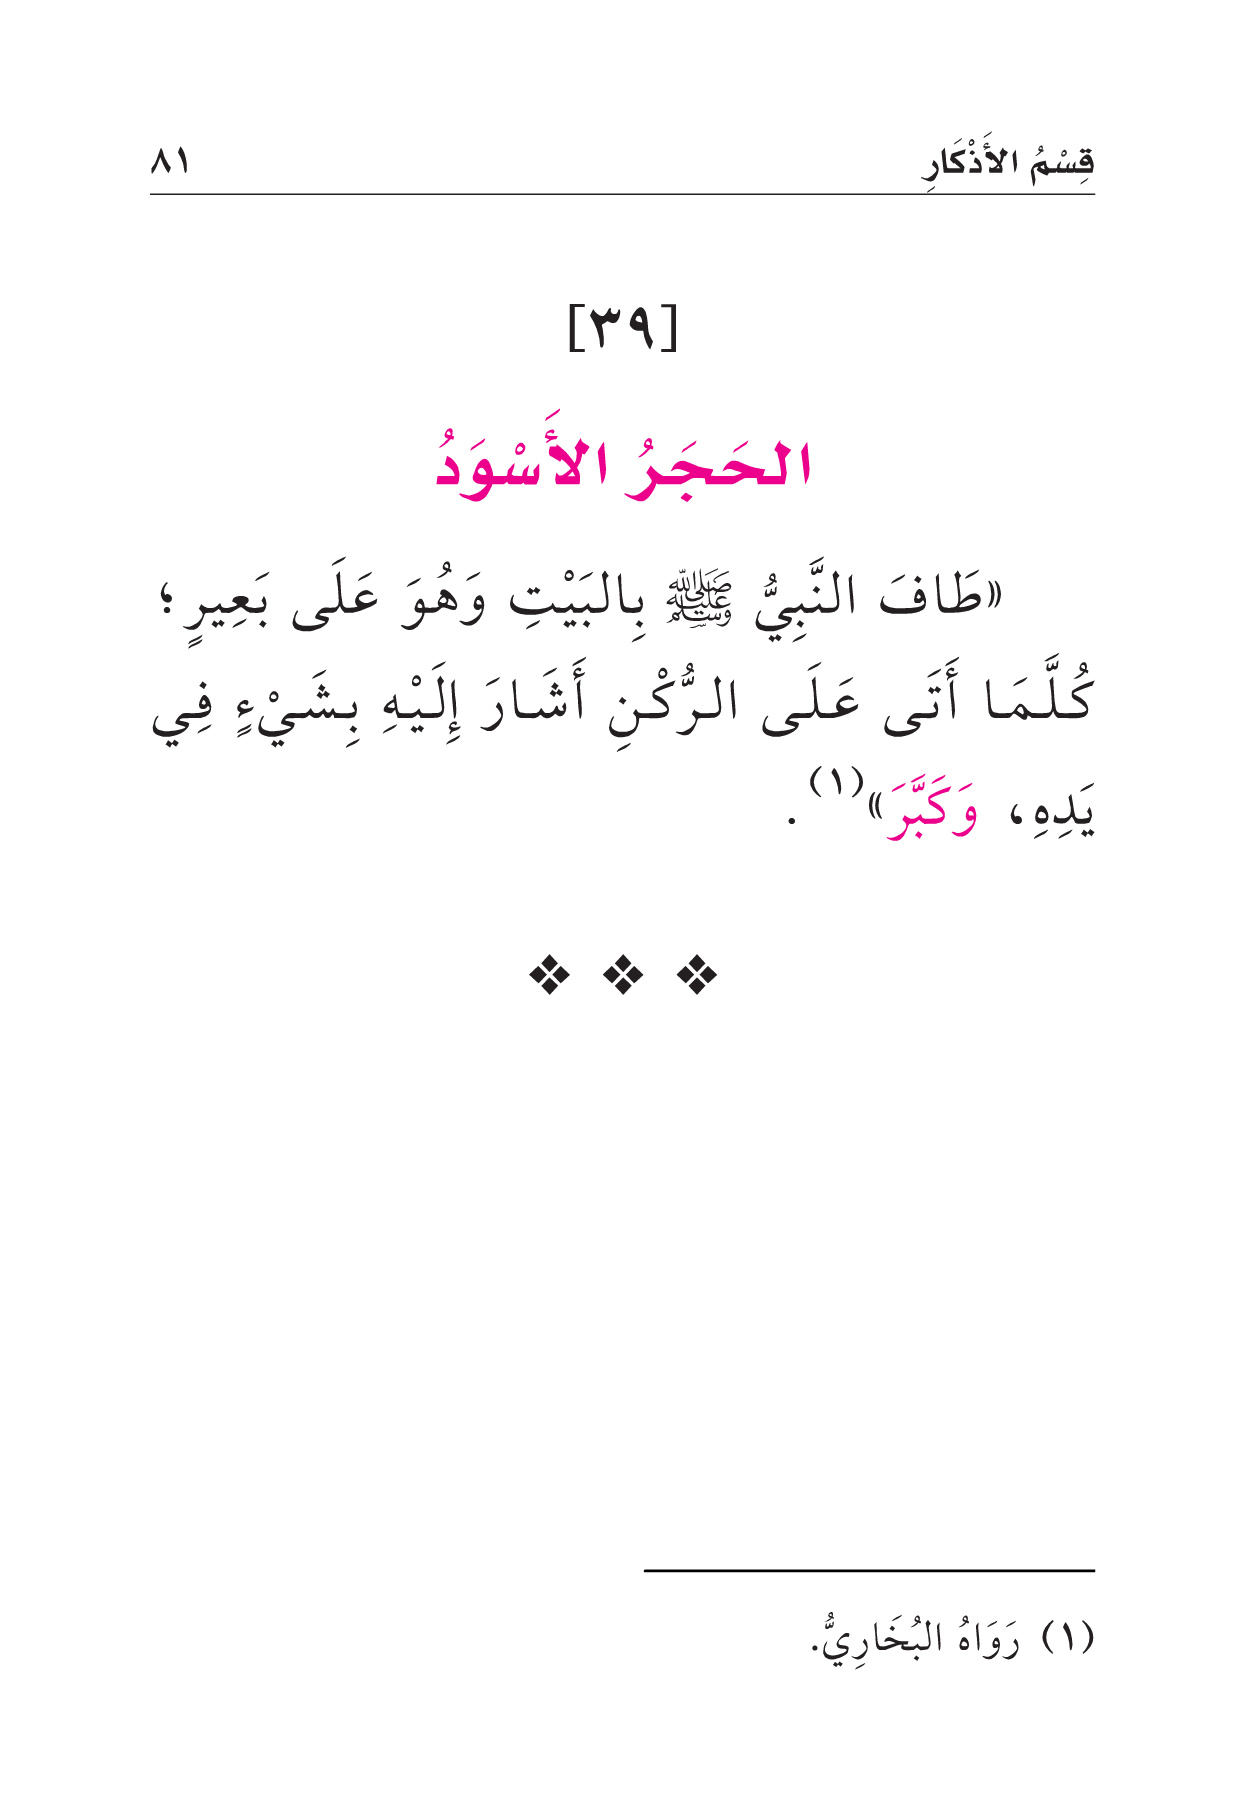 قِسْمُ الأَذْكَارِ ٨١
[٣٩]
الحَجَرُ الأَسْوَدُ
«طَافَ النَّبِيُّ ﷺ بِالبَيْتِ وَهُوَ عَلَى بَعِيرٍ؛
كُلَّمَا أَتَى عَلَى الرُّكْنِ أَشَارَ إِلَيْهِ بِشَيْءٍ فِي
يَدِهِ، وَكَبَّرَ»(١).
(١) رَوَاهُ البُخَارِيُّ.